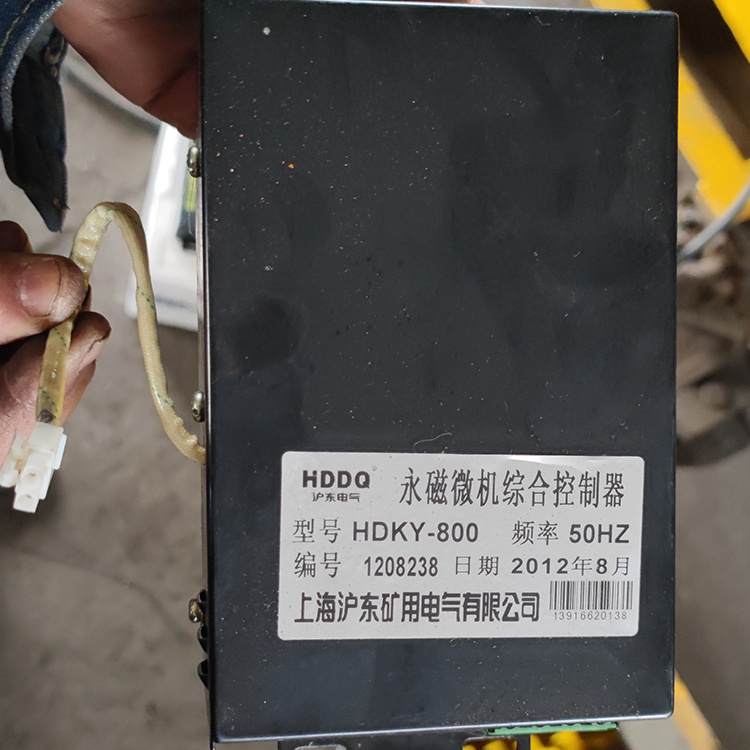 HDDQ 永磁微机综合控制器
沪东电气
型号 HDKY-800 频率 50HZ
编号 1208238 日期 2012年8月
上海沪东矿用电气有限公司
13916620138